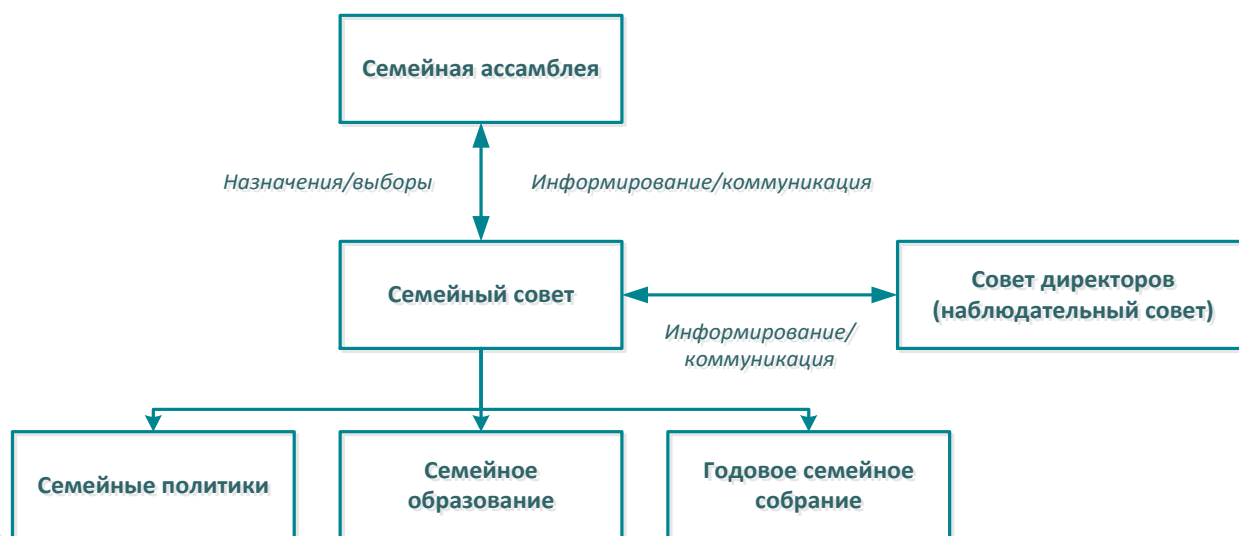 Семейная ассамблея
Назначения/выборы
Информирование/коммуникация
Семейный совет
Совет директоров
(наблюдательный совет)
Информирование/
коммуникация
Семейные политики
Семейное
образование
Годовое семейное
собрание